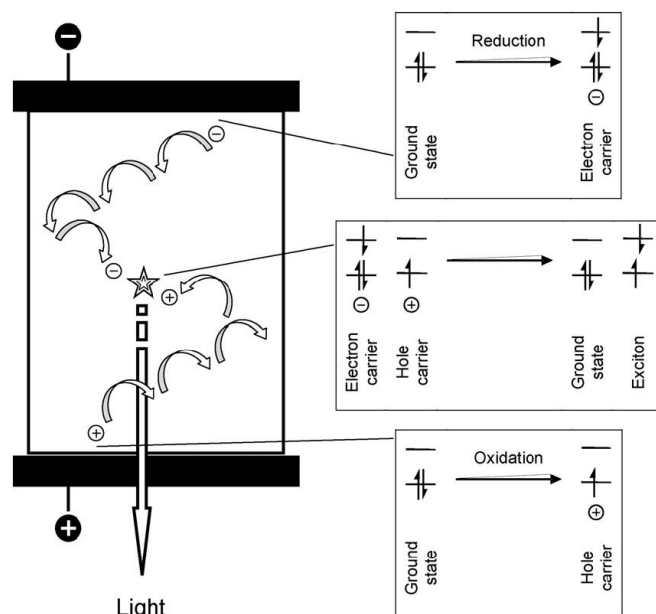 −
Reduction
Ground
state
Electron
carrier
−
−
−
+
Electron
carrier
−
Hole
carrier
+
Ground
state
Exciton
+
Oxidation
Ground
state
Hole
carrier
+
+
Light